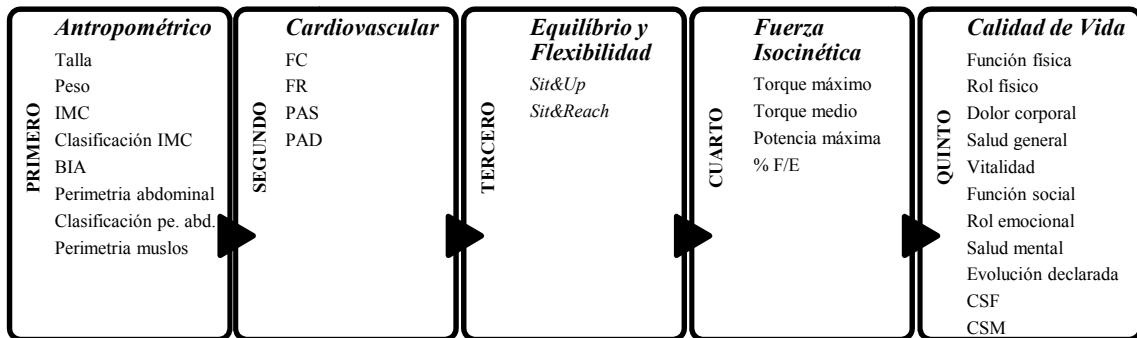 PRIMERO
Antropométrico
Talla
Peso
IMC
Clasificación IMC
BIA
Perimetria abdominal
Clasificación pe. abd.
Perimetria muslos
SEGUNDO
Cardiovascular
FC
FR
PAS
PAD
TERCERO
Equilíbrio y
Flexibilidad
Sit&Up
Sit&Reach
CUARTO
Fuerza
Isocinética
Torque máximo
Torque medio
Potencia máxima
% F/E
QUINTO
Calidad de Vida
Función física
Rol físico
Dolor corporal
Salud general
Vitalidad
Función social
Rol emocional
Salud mental
Evolución declarada
CSF
CSM